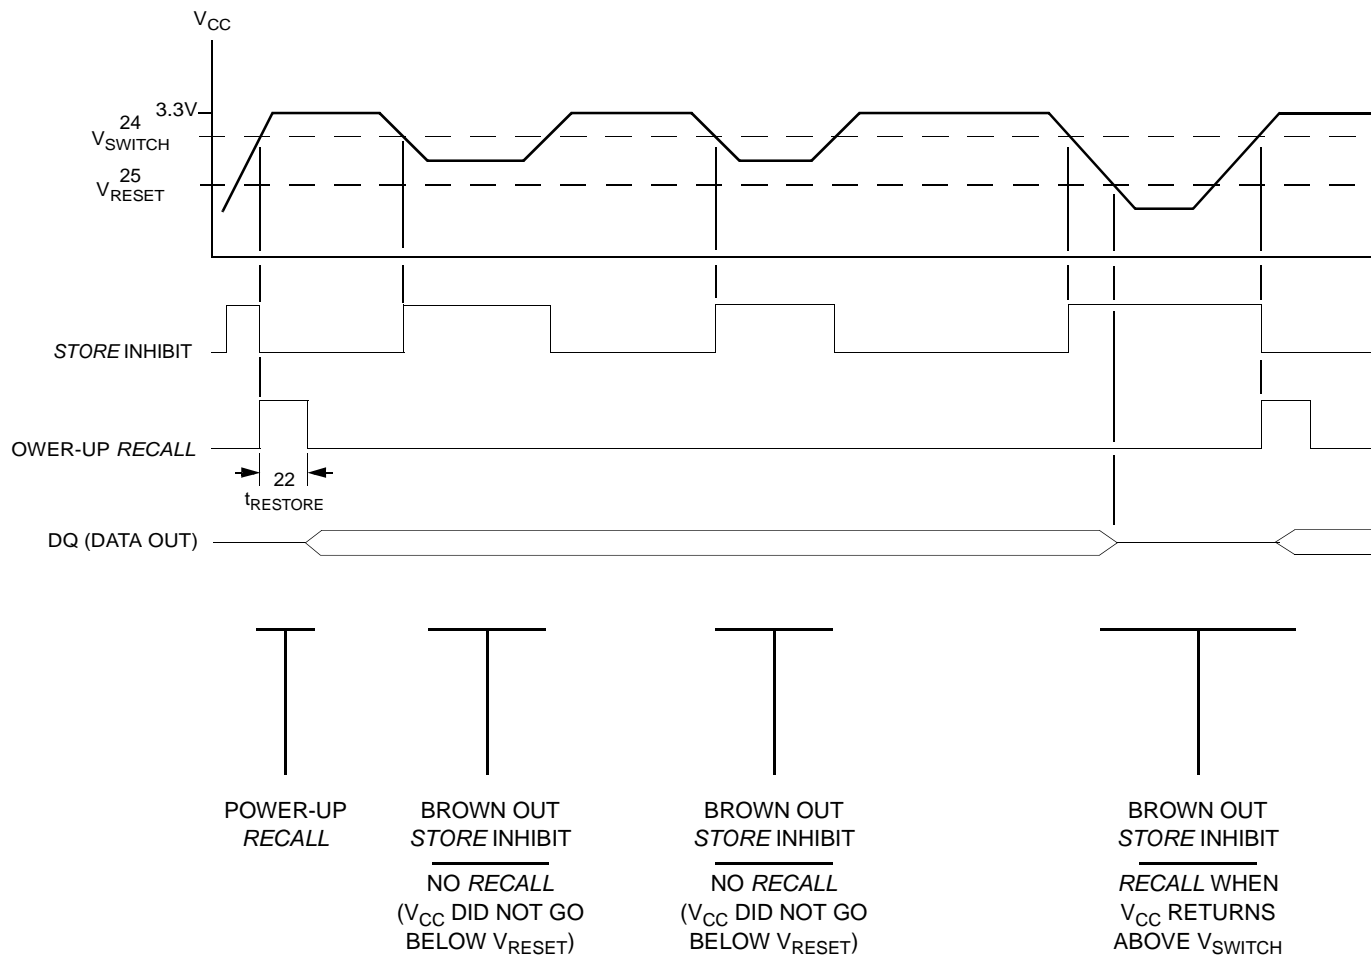 VCC
3.3V
24
VSWITCH
25
VRESET
STORE INHIBIT
OWER-UP RECALL
22
tRESTORE
DQ (DATA OUT)
POWER-UP
RECALL
BROWN OUT
STORE INHIBIT
NO RECALL
(VCC DID NOT GO
BELOW VRESET)
BROWN OUT
STORE INHIBIT
NO RECALL
(VCC DID NOT GO
BELOW VRESET)
BROWN OUT
STORE INHIBIT
RECALL WHEN
VCC RETURNS
ABOVE VSWITCH